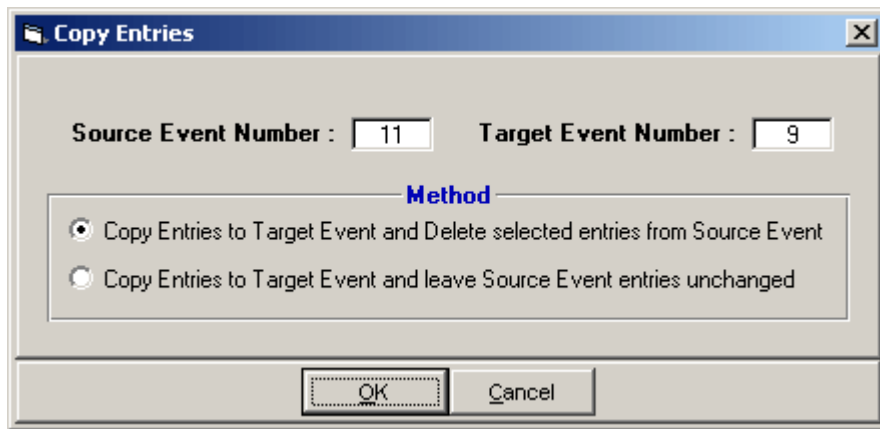 Copy Entries
Source Event Number : 11 Target Event Number : 9
Method
Copy Entries to Target Event and Delete selected entries from Source Event
Copy Entries to Target Event and leave Source Event entries unchanged
OK Cancel